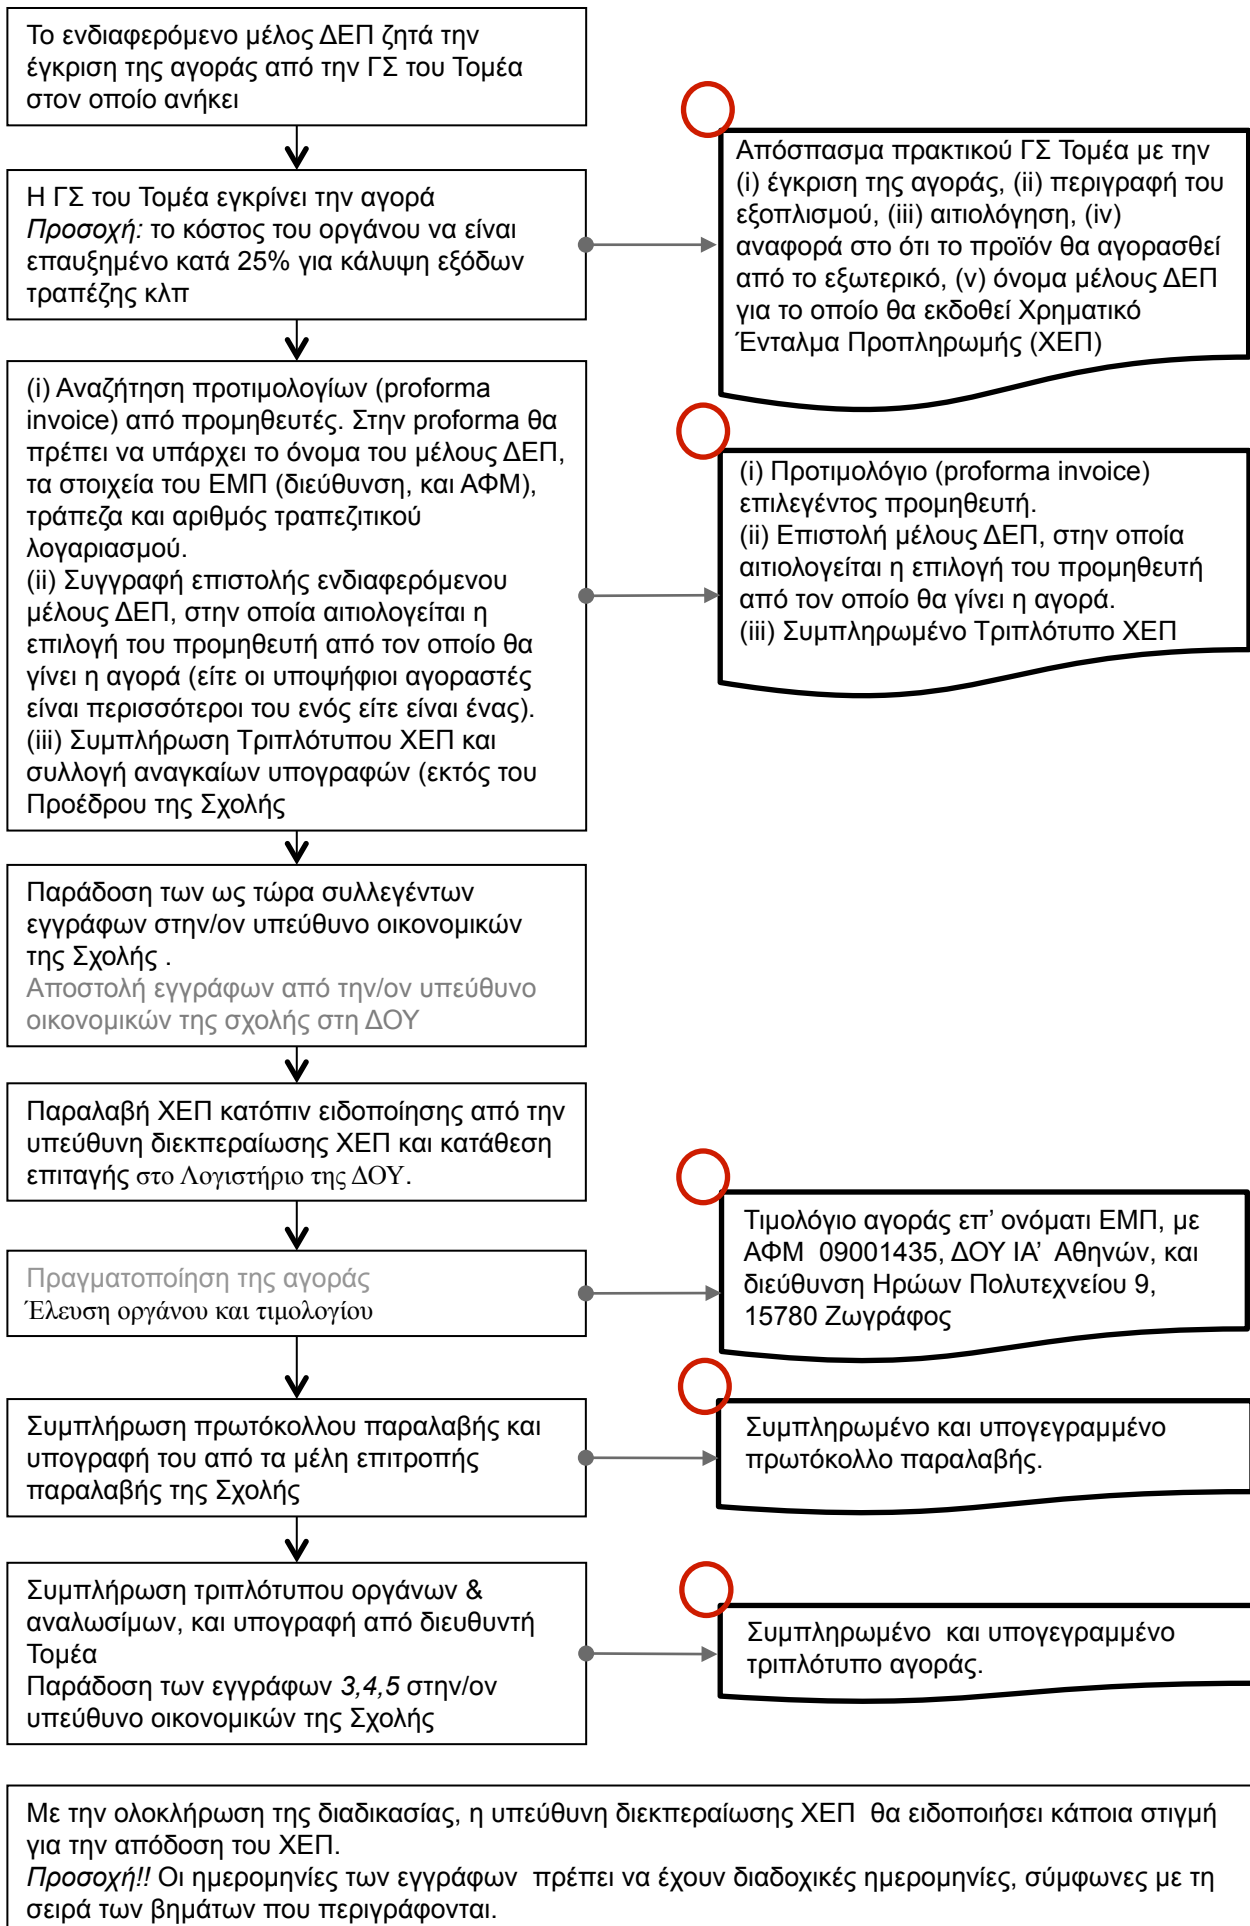 Το ενδιαφερόμενο μέλος ΔΕΠ ζητά την
έγκριση της αγοράς από την ΓΣ του Τομέα
στον οποίο ανήκει
Η ΓΣ του Τομέα εγκρίνει την αγορά
Προσοχή: το κόστος του οργάνου να είναι
επαυξημένο κατά 25% για κάλυψη εξόδων
τραπέζης κλπ
Απόσπασμα πρακτικού ΓΣ Τομέα με την
(i) έγκριση της αγοράς, (ii) περιγραφή του
εξοπλισμού, (iii) αιτιολόγηση, (iv)
αναφορά στο ότι το προϊόν θα αγορασθεί
από το εξωτερικό, (v) όνομα μέλους ΔΕΠ
για το οποίο θα εκδοθεί Χρηματικό
Ένταλμα Προπληρωμής (ΧΕΠ)
(i) Αναζήτηση προτιμολογίων (proforma
invoice) από προμηθευτές. Στην proforma θα
πρέπει να υπάρχει το όνομα του μέλους ΔΕΠ,
τα στοιχεία του ΕΜΠ (διεύθυνση, και ΑΦΜ),
τράπεζα και αριθμός τραπεζιτικού
λογαριασμού.
(ii) Συγγραφή επιστολής ενδιαφερόμενου
μέλους ΔΕΠ, στην οποία αιτιολογείται η
επιλογή του προμηθευτή από τον οποίο θα
γίνει η αγορά (είτε οι υποψήφιοι αγοραστές
είναι περισσότεροι του ενός είτε είναι ένας).
(iii) Συμπλήρωση Τριπλότυπου ΧΕΠ και
συλλογή αναγκαίων υπογραφών (εκτός του
Προέδρου της Σχολής
(i) Προτιμολόγιο (proforma invoice)
επιλεγέντος προμηθευτή.
(ii) Επιστολή μέλους ΔΕΠ, στην οποία
αιτιολογείται η επιλογή του προμηθευτή
από τον οποίο θα γίνει η αγορά.
(iii) Συμπληρωμένο Τριπλότυπο ΧΕΠ
Παράδοση των ως τώρα συλλεγέντων
εγγράφων στην/ον υπεύθυνο οικονομικών
της Σχολής .
Αποστολή εγγράφων από την/ον υπεύθυνο
οικονομικών της σχολής στη ΔΟΥ
Παραλαβή ΧΕΠ κατόπιν ειδοποίησης από την
υπεύθυνη διεκπεραίωσης ΧΕΠ και κατάθεση
επιταγής στο Λογιστήριο της ΔΟΥ.
Πραγματοποίηση της αγοράς
Έλευση οργάνου και τιμολογίου
Τιμολόγιο αγοράς επ’ ονόματι ΕΜΠ, με
ΑΦΜ  09001435, ΔΟΥ ΙΑ’  Αθηνών, και
διεύθυνση Ηρώων Πολυτεχνείου 9,
15780 Ζωγράφος
Συμπλήρωση πρωτόκολλου παραλαβής και
υπογραφή του από τα μέλη επιτροπής
παραλαβής της Σχολής
Συμπληρωμένο και υπογεγραμμένο
πρωτόκολλο παραλαβής.
Συμπλήρωση τριπλότυπου οργάνων &
αναλωσίμων, και υπογραφή από διευθυντή
Τομέα
Παράδοση των εγγράφων 3,4,5 στην/ον
υπεύθυνο οικονομικών της Σχολής
Συμπληρωμένο  και υπογεγραμμένο
τριπλότυπο αγοράς.
Με την ολοκλήρωση της διαδικασίας, η υπεύθυνη διεκπεραίωσης ΧΕΠ  θα ειδοποιήσει κάποια στιγμή
για την απόδοση του ΧΕΠ.
Προσοχή!! Οι ημερομηνίες των εγγράφων  πρέπει να έχουν διαδοχικές ημερομηνίες, σύμφωνες με τη
σειρά των βημάτων που περιγράφονται.